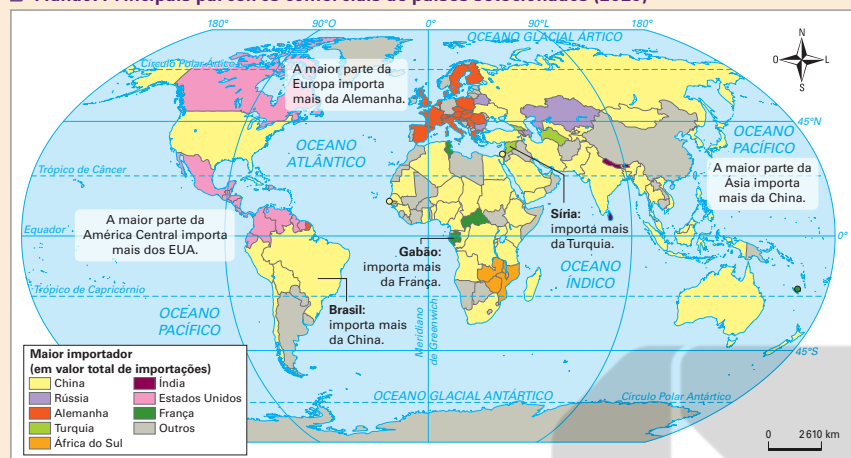 Mundo: Principais parceiros comerciais de países selecionados
180°
90°O
0°
90°L
180°
OCEANO GLACIAL ÁRTICO
Círculo Polar Ártico
A maior parte da
Europa importa
mais da Alemanha.
N
O
L
S
45°N
OCEANO
ATLÂNTICO
OCEANO
PACÍFICO
Trópico de Câncer
A maior parte da
Ásia importa
mais da China.
A maior parte da
América Central importa
mais dos EUA.
Síria:
importa mais
da Turquia.
Equador
0°
Gabão:
importa mais
da França.
OCEANO
ÍNDICO
Trópico de Capricórnio
OCEANO
PACÍFICO
Brasil:
importa mais
da China.
Meridiano
de Greenwich
45°S
Maior importador
(em valor total de importações)
China
Rússia
Alemanha
Turquia
África do Sul
Índia
Estados Unidos
França
Outros
OCEANO GLACIAL ANTÁRTICO
Círculo Polar Antártico
0 2 610 km